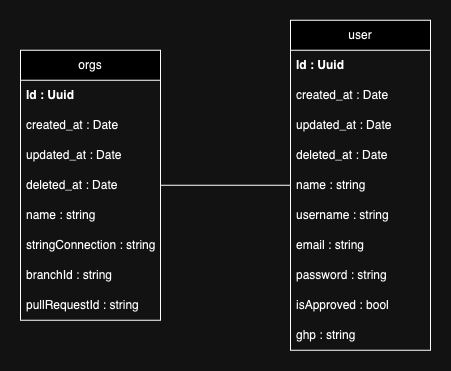 orgs
Id : Uuid
created_at : Date
updated_at : Date
deleted_at : Date
name : string
stringConnection : string
branchId : string
pullRequestId : string
user
Id : Uuid
created_at : Date
updated_at : Date
deleted_at : Date
name : string
username : string
email : string
password : string
isApproved : bool
ghp : string